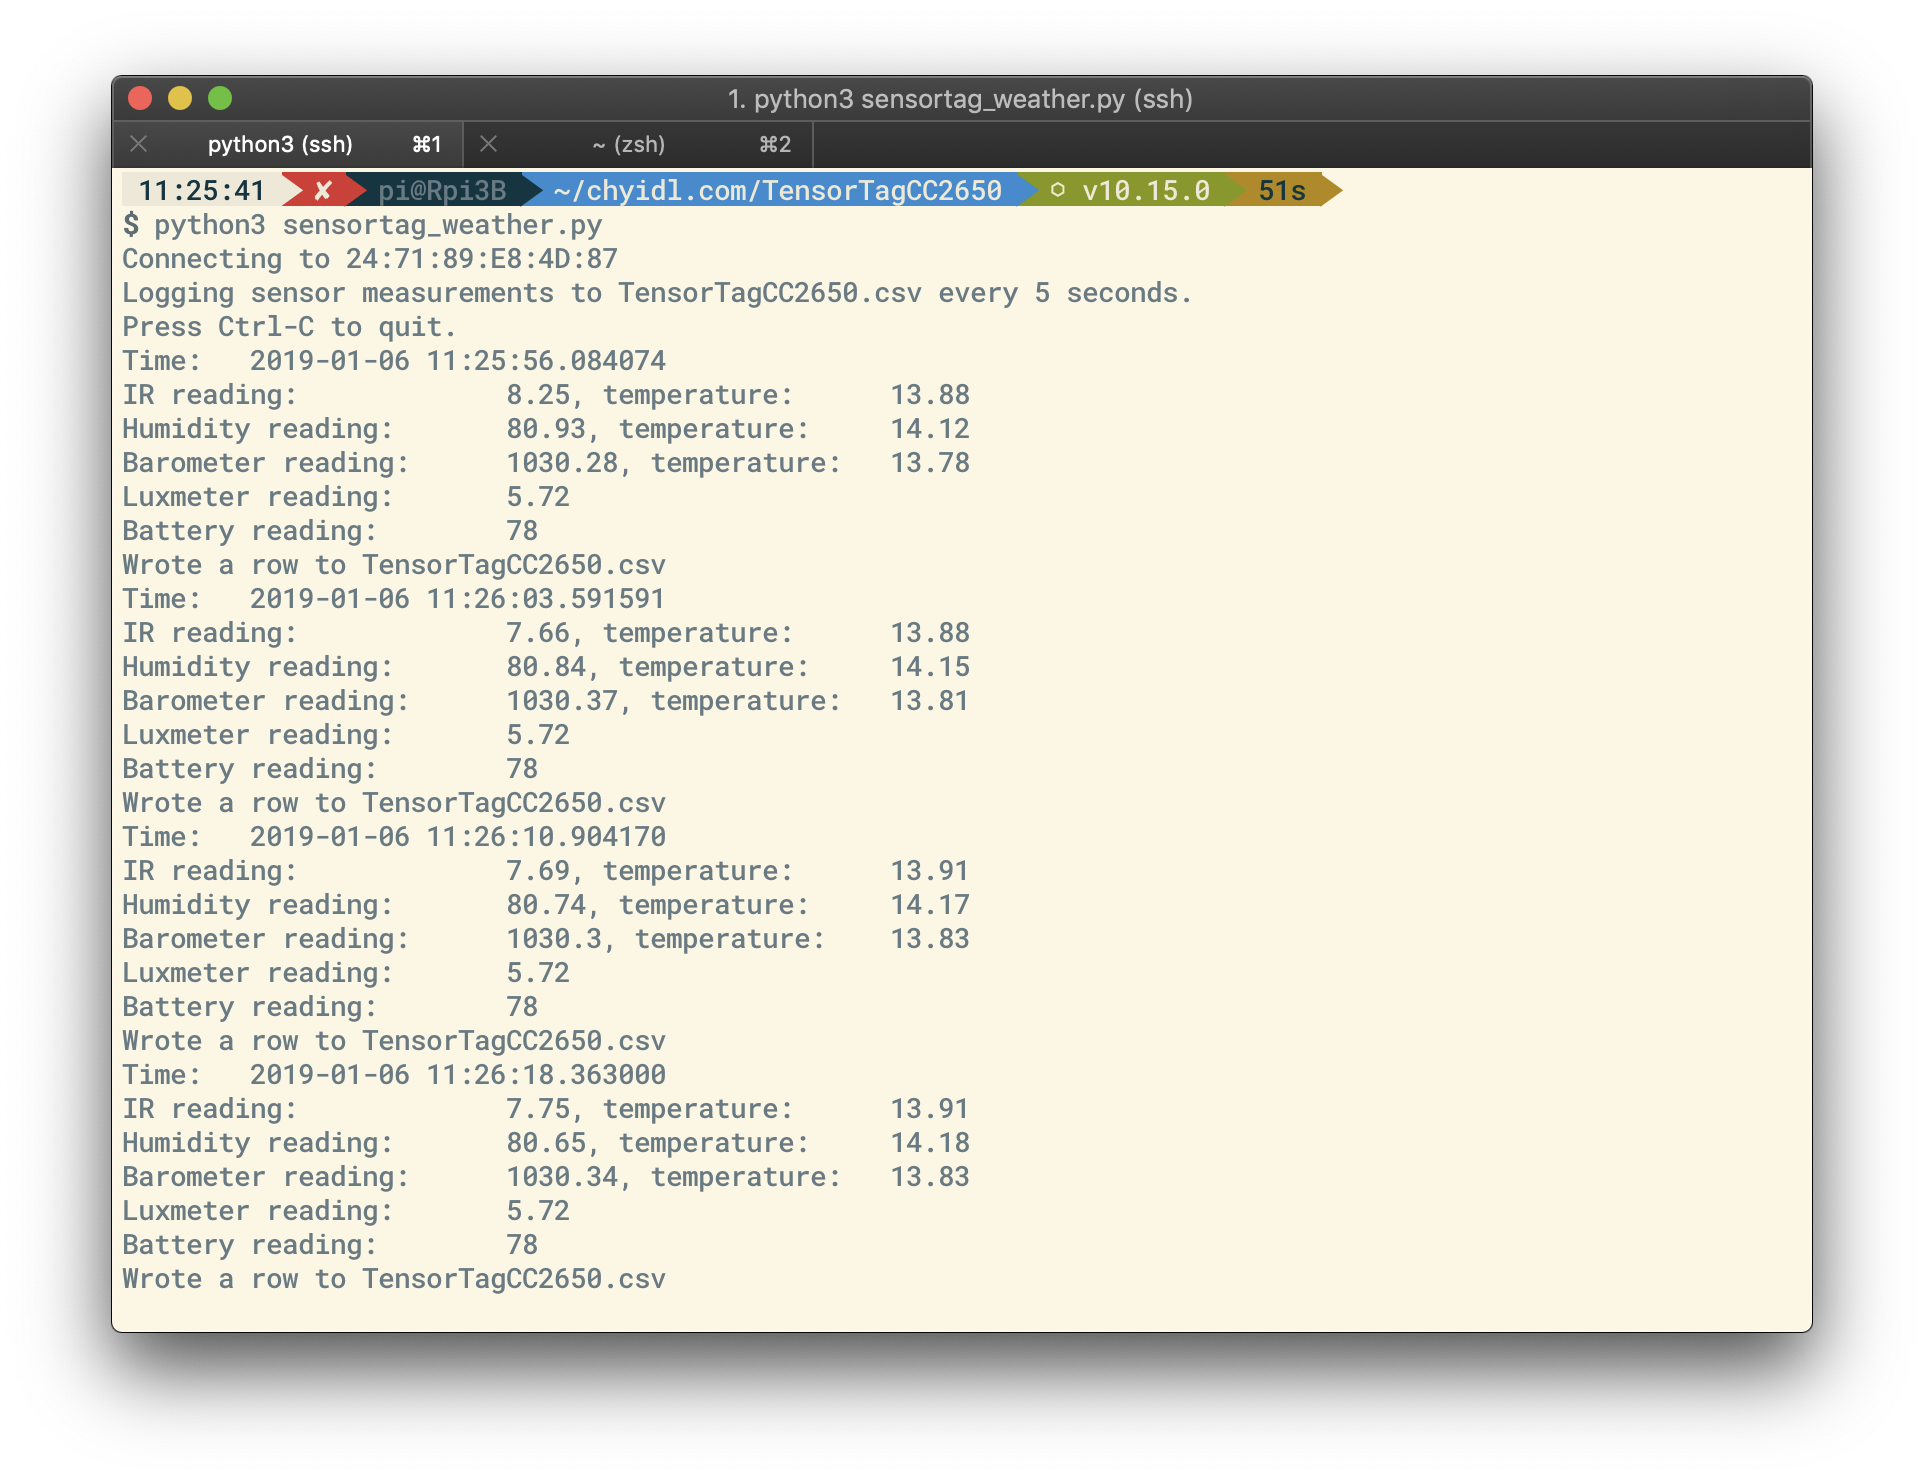 1. python3 sensortag_weather.py (ssh)
python3 (ssh) ⌘1 ~ (zsh) ⌘2
11:25:41 ✘ pi@Rpi3B ~/chyidl.com/TensorTagCC2650 ⬡ v10.15.0 51s
$ python3 sensortag_weather.py
Connecting to 24:71:89:E8:4D:87
Logging sensor measurements to TensorTagCC2650.csv every 5 seconds.
Press Ctrl-C to quit.
Time:   2019-01-06 11:25:56.084074
IR reading:             8.25, temperature:      13.88
Humidity reading:       80.93, temperature:     14.12
Barometer reading:      1030.28, temperature:   13.78
Luxmeter reading:       5.72
Battery reading:        78
Wrote a row to TensorTagCC2650.csv
Time:   2019-01-06 11:26:03.591591
IR reading:             7.66, temperature:      13.88
Humidity reading:       80.84, temperature:     14.15
Barometer reading:      1030.37, temperature:   13.81
Luxmeter reading:       5.72
Battery reading:        78
Wrote a row to TensorTagCC2650.csv
Time:   2019-01-06 11:26:10.904170
IR reading:             7.69, temperature:      13.91
Humidity reading:       80.74, temperature:     14.17
Barometer reading:      1030.3, temperature:    13.83
Luxmeter reading:       5.72
Battery reading:        78
Wrote a row to TensorTagCC2650.csv
Time:   2019-01-06 11:26:18.363000
IR reading:             7.75, temperature:      13.91
Humidity reading:       80.65, temperature:     14.18
Barometer reading:      1030.34, temperature:   13.83
Luxmeter reading:       5.72
Battery reading:        78
Wrote a row to TensorTagCC2650.csv